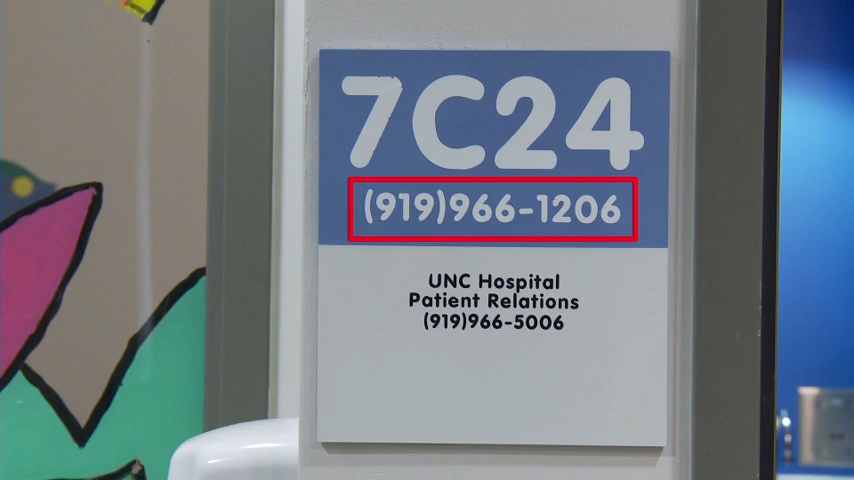 7C24
(919)966-1206
UNC Hospital
Patient Relations
(919)966-5006